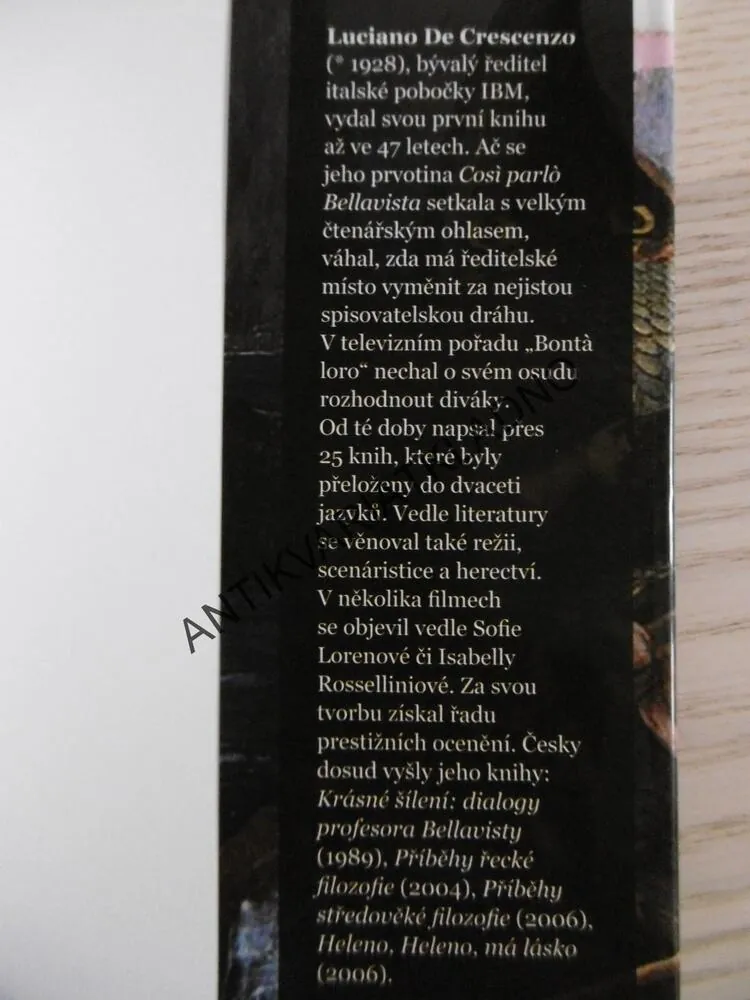 Luciano De Crescenzo
(* 1928), bývalý ředitel
italské pobočky IBM,
vydal svou první knihu
až ve 47 letech. Ač se
jeho prvotina Così parlò
Bellavista setkala s velkým
čtenářským ohlasem,
váhal, zda má ředitelské
místo vyměnit za nejistou
spisovatelskou dráhu.
V televizním pořadu „Bontà
loro“ nechal o svém osudu
rozhodnout diváky.
Od té doby napsal přes
25 knih, které byly
přeloženy do dvaceti
jazyků. Vedle literatury
se věnoval také režii,
scenáristice a herectví.
V několika filmech
se objevil vedle Sofie
Lorenové či Isabelly
Rosselliniové. Za svou
tvorbu získal řadu
prestižních ocenění. Česky
dosud vyšly jeho knihy:
Krásné šílení: dialogy
profesora Bellavisty
(1989), Příběhy řecké
filozofie (2004), Příběhy
středověké filozofie (2006),
Heleno, Heleno, má lásko
(2006).